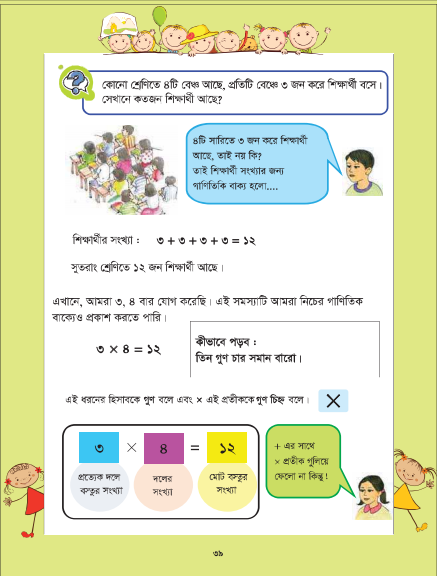 কোনো শ্রেণিতে ৪টি বেঞ্চ আছে, প্রতিটি বেঞ্চে ৩ জন করে শিক্ষার্থী বসে।
সেখানে কতজন শিক্ষার্থী আছে?
৪টি সারিতে ৩ জন করে শিক্ষার্থী
আছে, তাই নয় কি?
তাই শিক্ষার্থী সংখ্যার জন্য
গাণিতিক বাক্য হলো....
শিক্ষার্থীর সংখ্যা : ৩ + ৩ + ৩ + ৩ = ১২
সুতরাং শ্রেণিতে ১২ জন শিক্ষার্থী আছে।
এখানে, আমরা ৩, ৪ বার যোগ করেছি। এই সমস্যাটি আমরা নিচের গাণিতিক
বাক্যেও প্রকাশ করতে পারি।
৩ × ৪ = ১২
কীভাবে পড়ব :
তিন গুণ চার সমান বারো।
এই ধরনের হিসাবকে গুণ বলে এবং × এই প্রতীককে গুণ চিহ্ন বলে।
×
৩ × ৪ = ১২
প্রত্যেক দলে
বস্তুর সংখ্যা
দলের
সংখ্যা
মোট বস্তুর
সংখ্যা
+ এর সাথে
× প্রতীক গুলিয়ে
ফেলো না কিন্তু!
৩৯